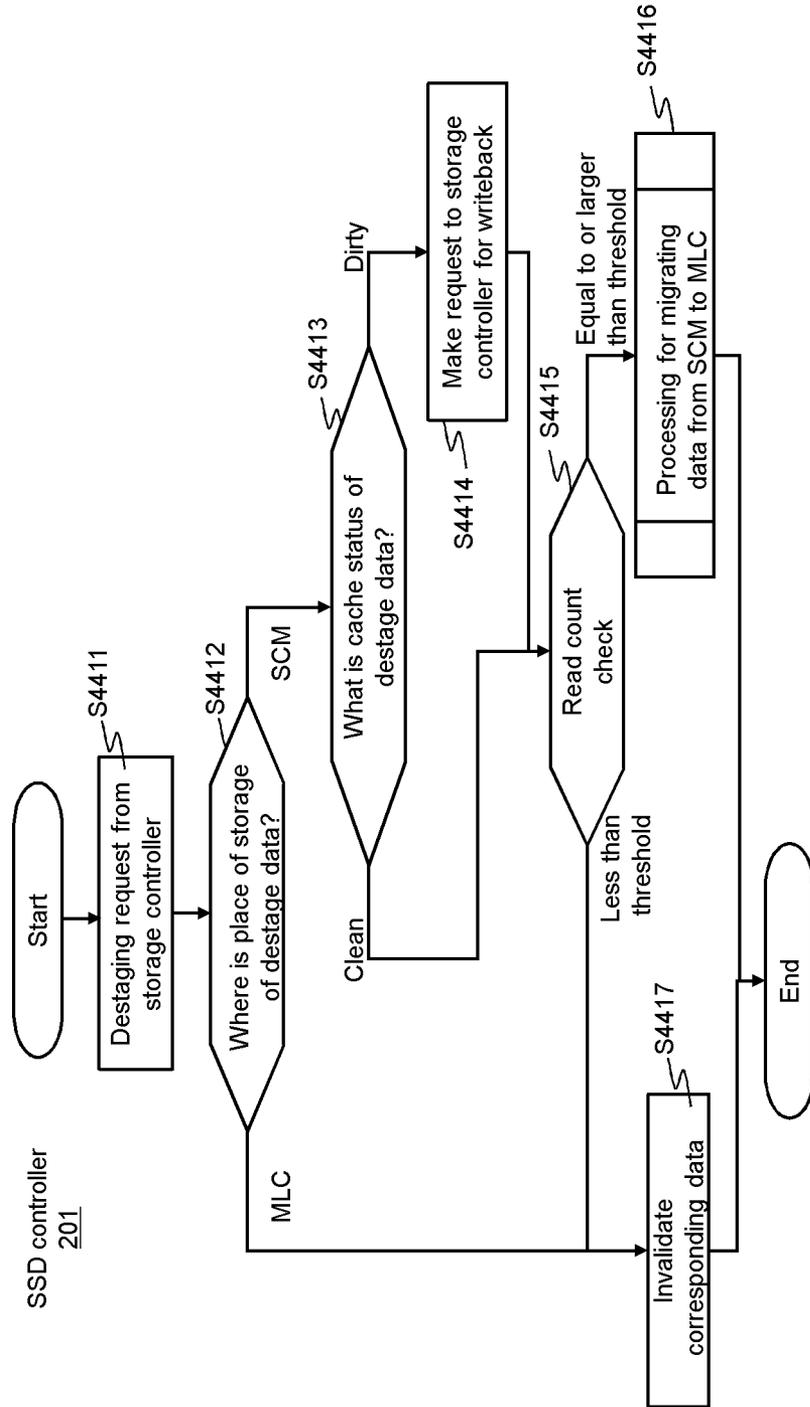 SSD controller
201
Start
Destaging request from
storage controller
S4411
Where is place of storage
of destage data?
S4412
MLC
SCM
What is cache status of
destage data?
S4413
Clean
Dirty
Make request to storage
controller for writeback
S4414
Read count
check
S4415
Less than
threshold
Equal to or larger
than threshold
Processing for migrating
data from SCM to MLC
S4416
Invalidate
corresponding data
S4417
End